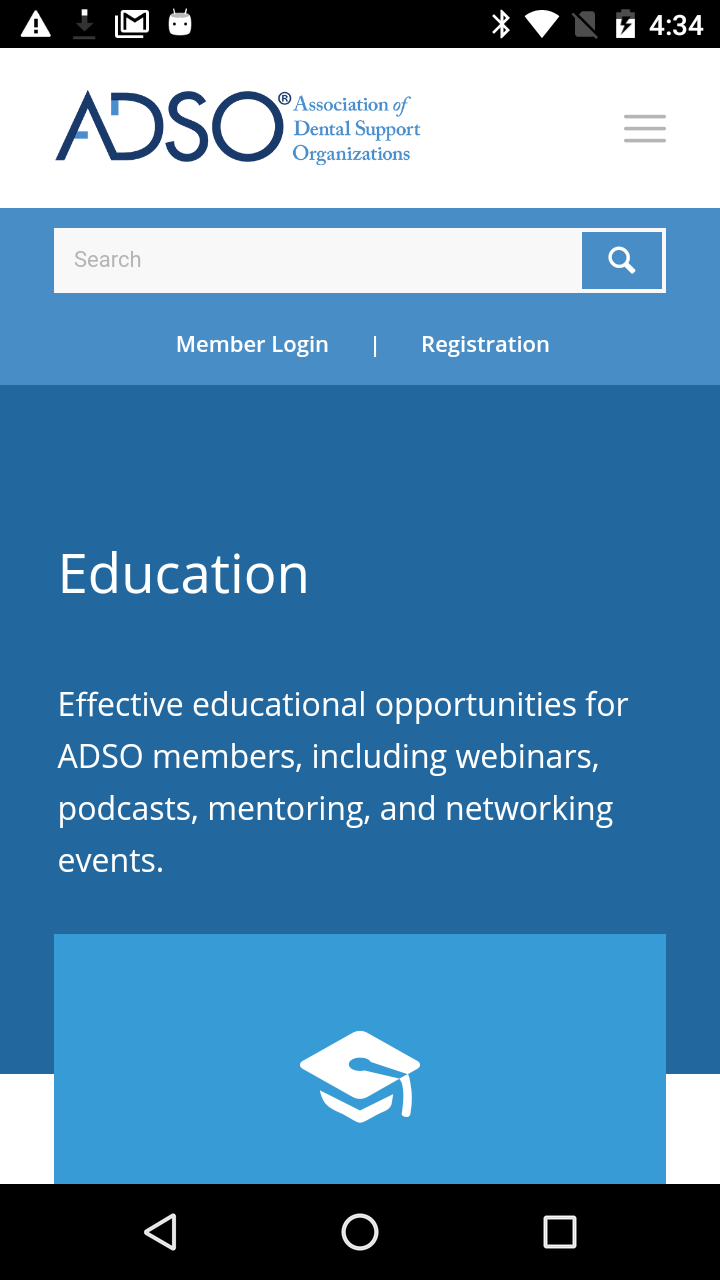 4:34
ADSO® Association of
Dental Support
Organizations
Search
Member Login | Registration
Education
Effective educational opportunities for
ADSO members, including webinars,
podcasts, mentoring, and networking
events.